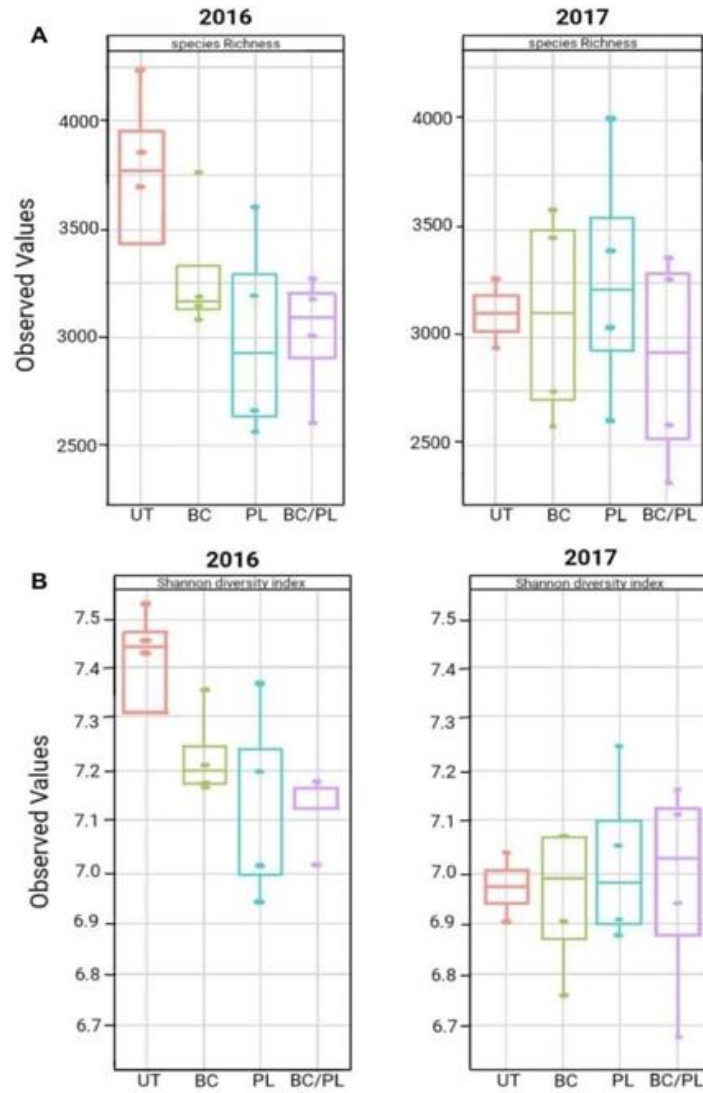 2016 2017
A
species Richness species Richness
4000 4000
3500 3500
3000 3000
2500 2500
Observed Values
UT BC PL BC/PL UT BC PL BC/PL
2016 2017
B
Shannon diversity index Shannon diversity index
7.5 7.5
7.4 7.4
7.3 7.3
7.2 7.2
7.1 7.1
7.0 7.0
6.9 6.9
6.8 6.8
6.7 6.7
Observed Values
UT BC PL BC/PL UT BC PL BC/PL